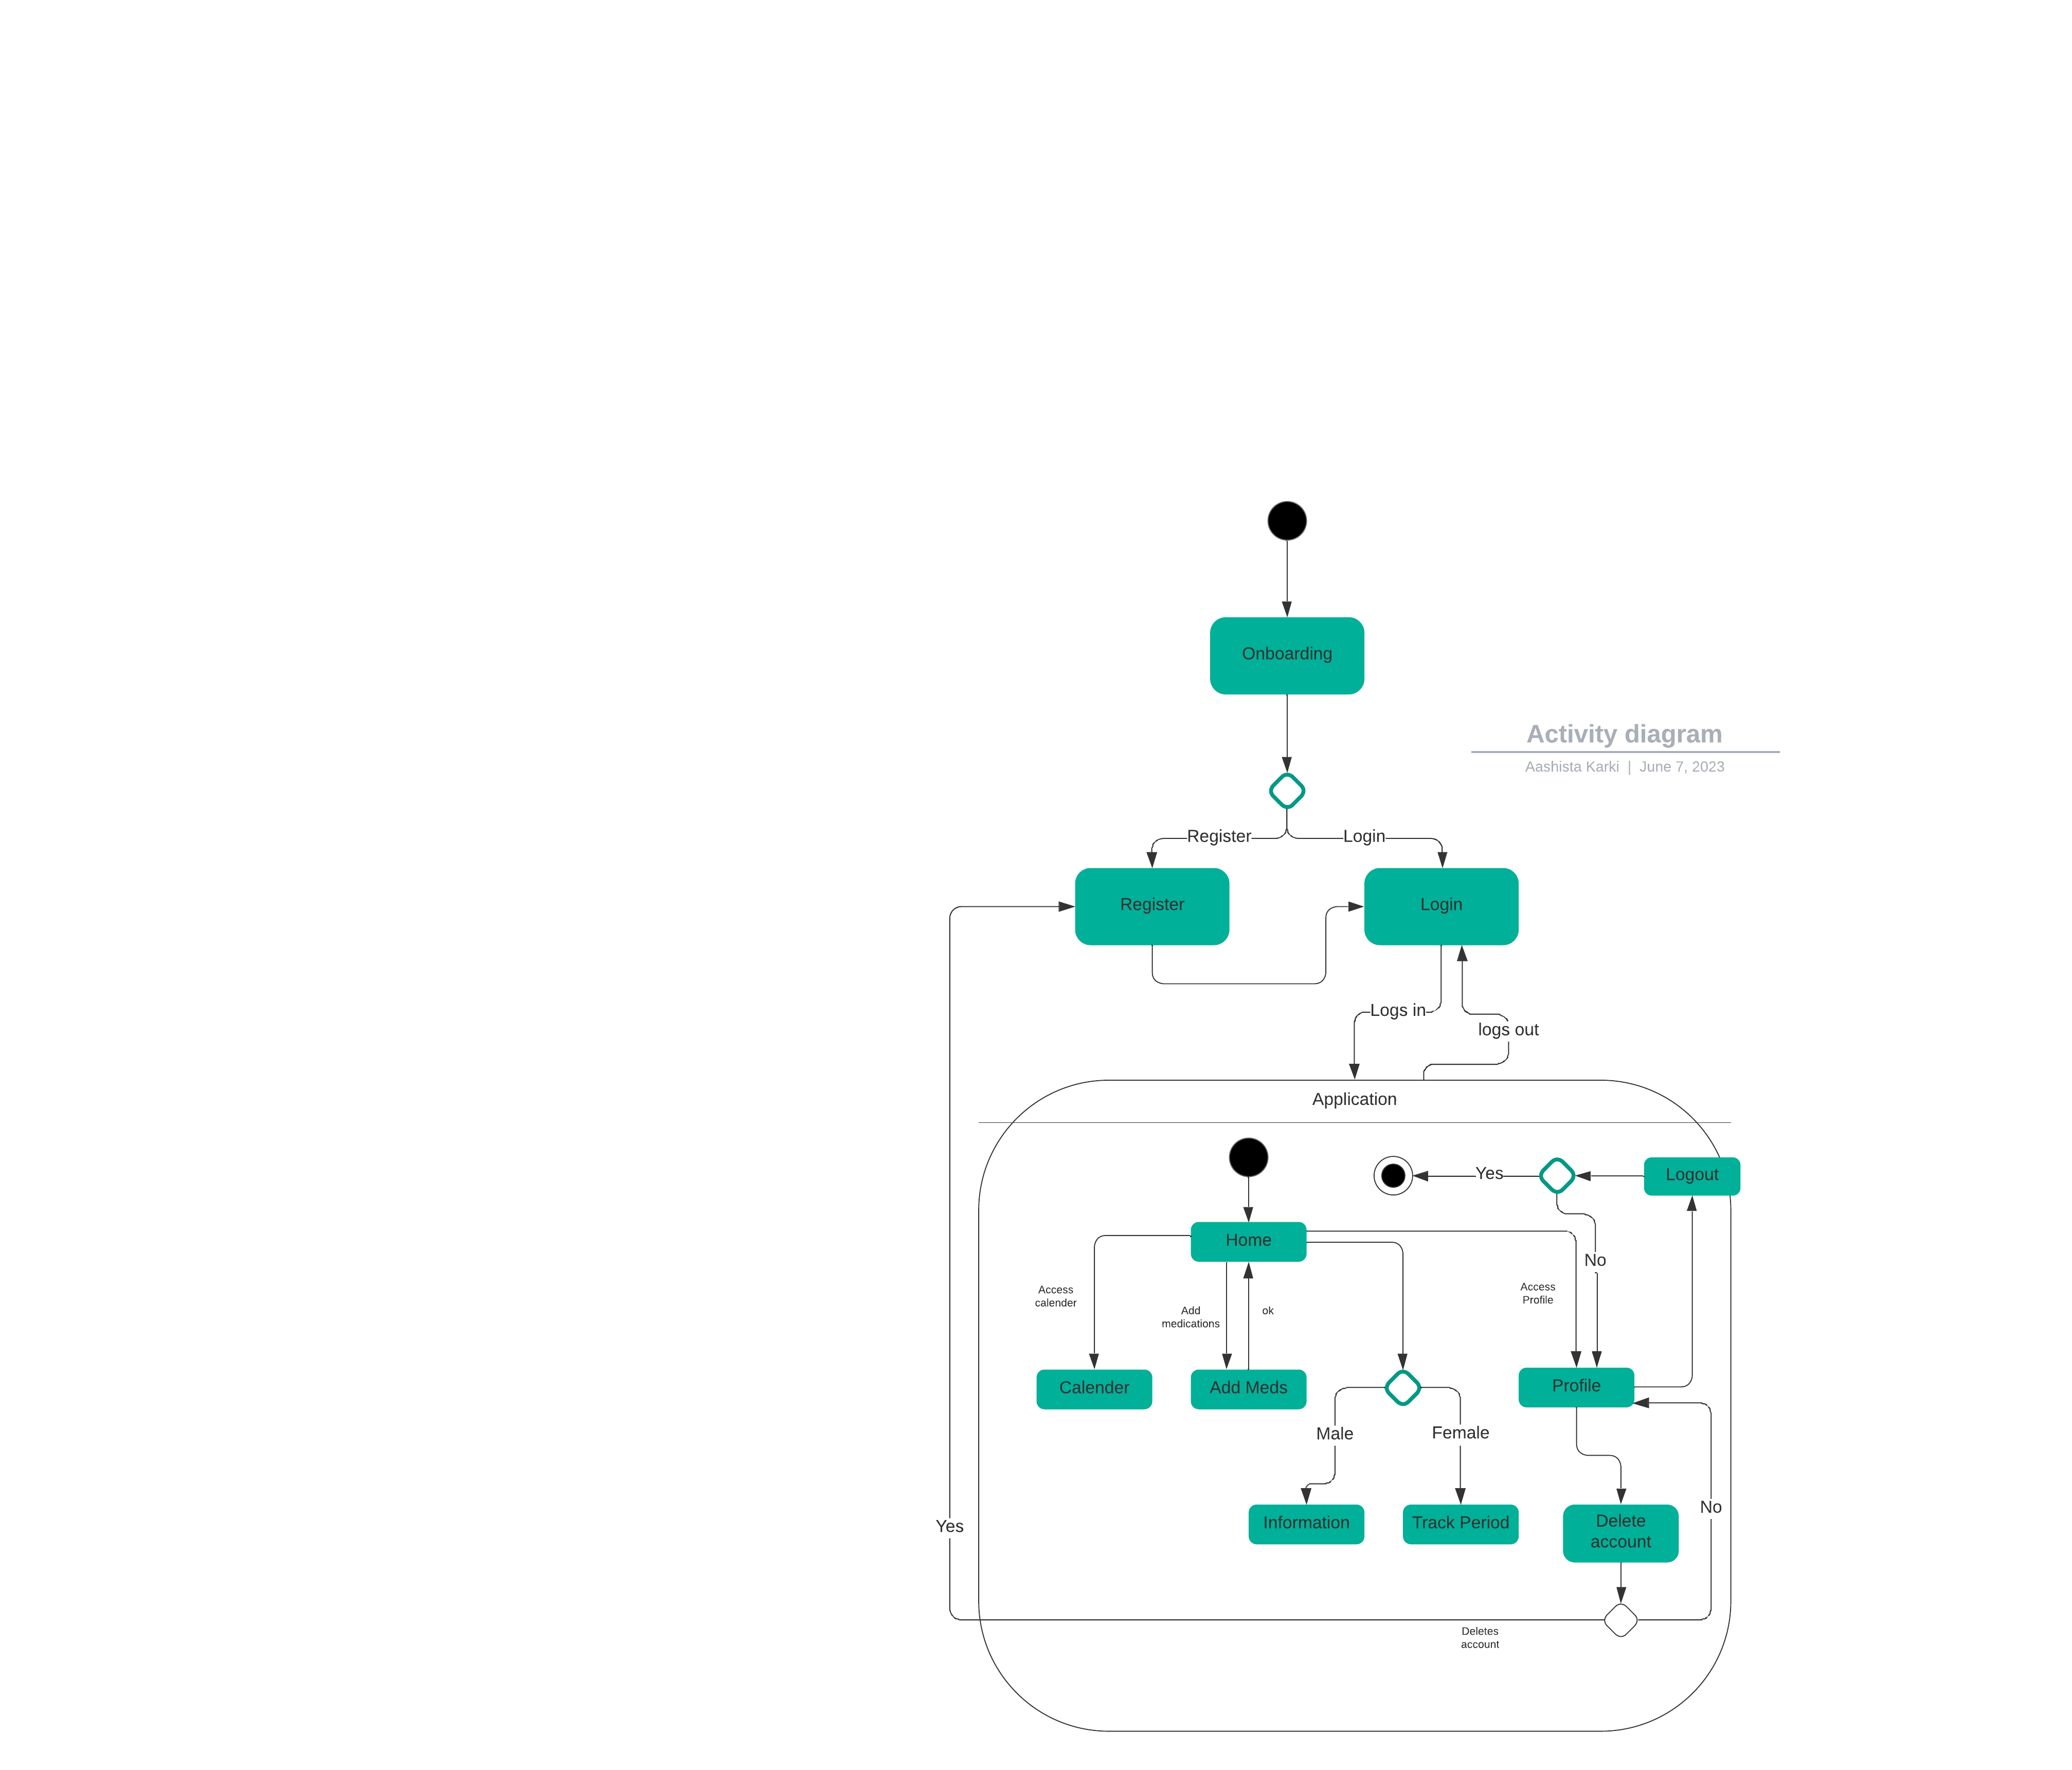 Onboarding
Activity diagram
Aashista Karki | June 7, 2023
Register
Login
Register
Login
Logs in
logs out
Application
Yes
Logout
Home
No
Access
calender
Add
medications
ok
Access
Profile
Calender
Add Meds
Profile
Male
Female
Information
Track Period
Delete
account
No
Yes
Deletes
account